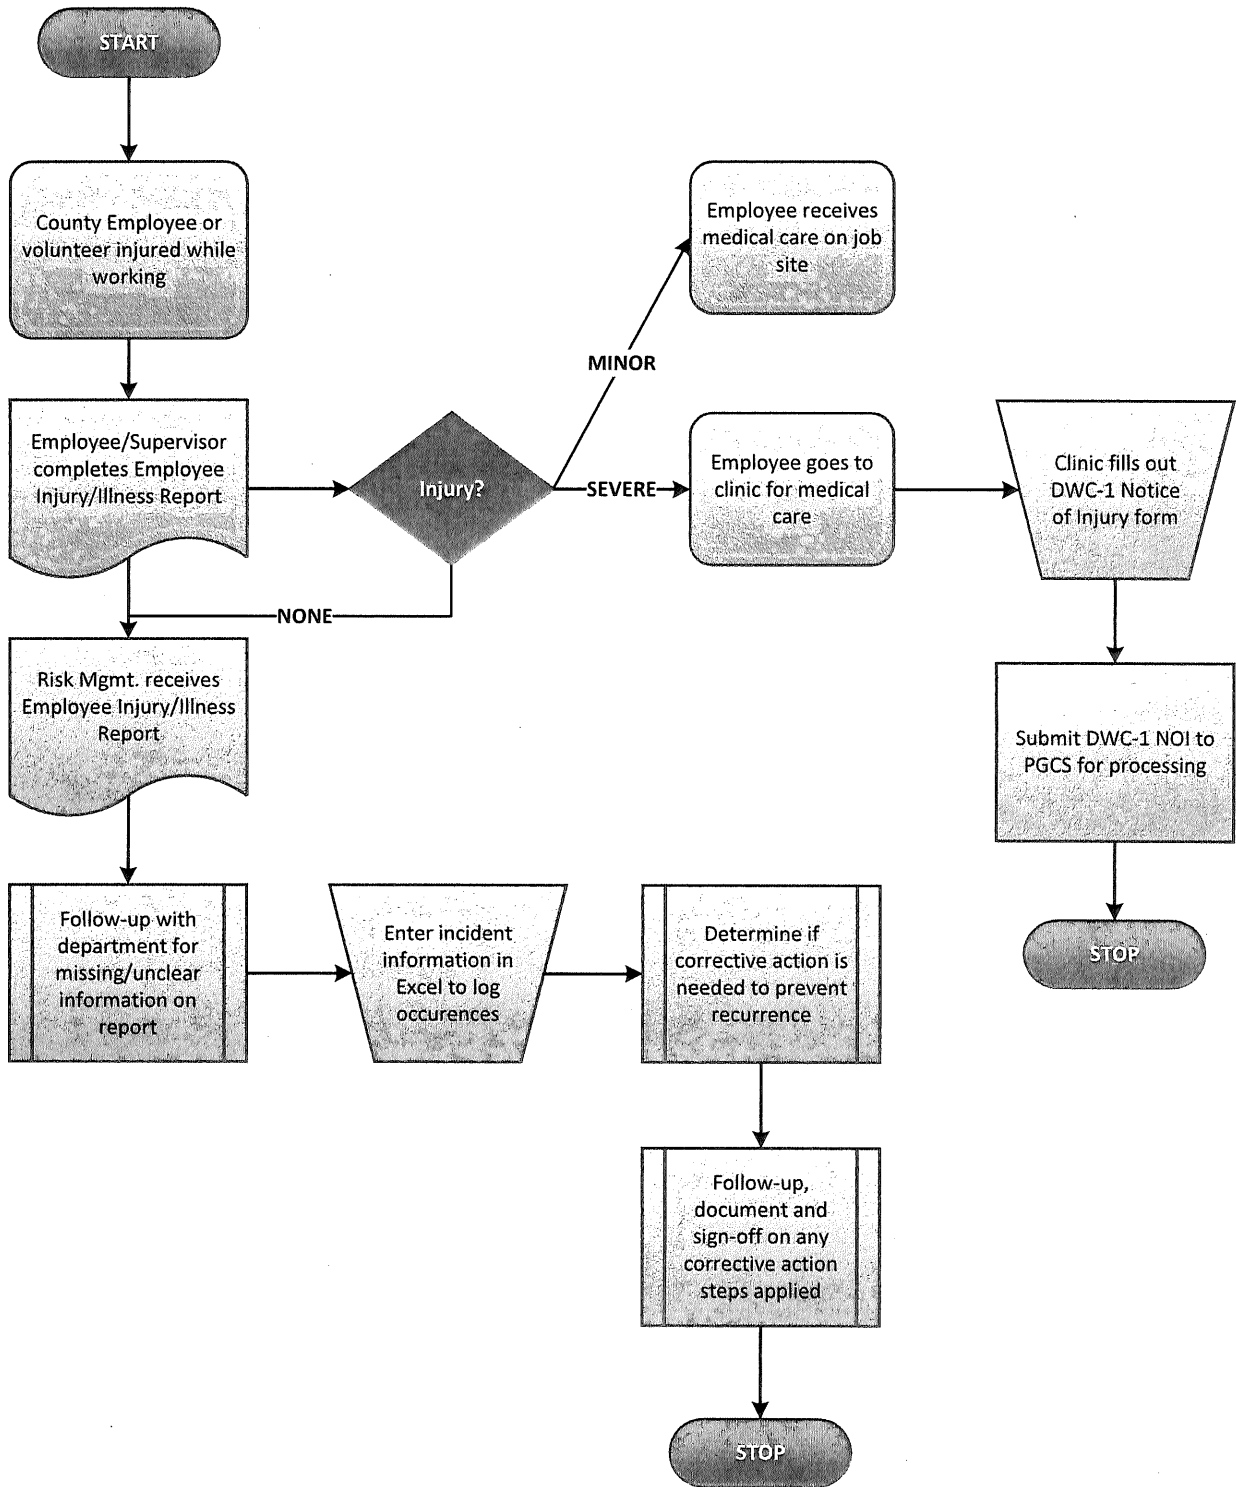 START
County Employee or
volunteer injured while
working
Employee receives
medical care on job
site
MINOR
Employee/Supervisor
completes Employee
Injury/Illness Report
Injury?
SEVERE
Employee goes to
clinic for medical
care
Clinic fills out
DWC-1 Notice
of Injury form
NONE
Risk Mgmt. receives
Employee Injury/Illness
Report
Submit DWC-1 NOI to
PGCS for processing
STOP
Follow-up with
department for
missing/unclear
information on
report
Enter incident
information in
Excel to log
occurences
Determine if
corrective action is
needed to prevent
recurrence
Follow-up,
document and
sign-off on any
corrective action
steps applied
STOP